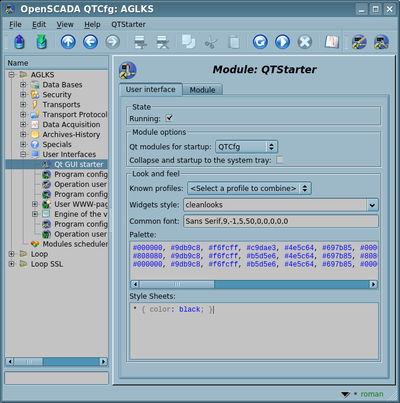 OpenSCADA QTCfg: AGLKS
File Edit View Help QTStarter
Name
AGLKS
Data Bases
Security
Transports
Transport Protocol
Data Acquisition
Archives-History
Specials
User Interfaces
Qt GUI starter
Program config
Operation user
Program config
User WWW-pag
Engine of the v
Program config
Operation user
Modules scheduler
Loop
Loop SSL
Module: QTStarter
User interface Module
State
Running:
Module options
Qt modules for startup: QTCfg
Collapse and startup to the system tray:
Look and feel
Known profiles: <Select a profile to combine>
Widgets style: cleanlooks
Common font: Sans Serif,9,-1,5,50,0,0,0,0,0
Palette:
#000000, #9db9c8, #f6fcff, #c9dae3, #4e5c64, #697b85, #000
#808080, #9db9c8, #f6fcff, #b5d5e6, #4e5c64, #697b85, #808
#000000, #9db9c8, #f6fcff, #b5d5e6, #4e5c64, #697b85, #000
Style Sheets:
* { color: black; }
* roman